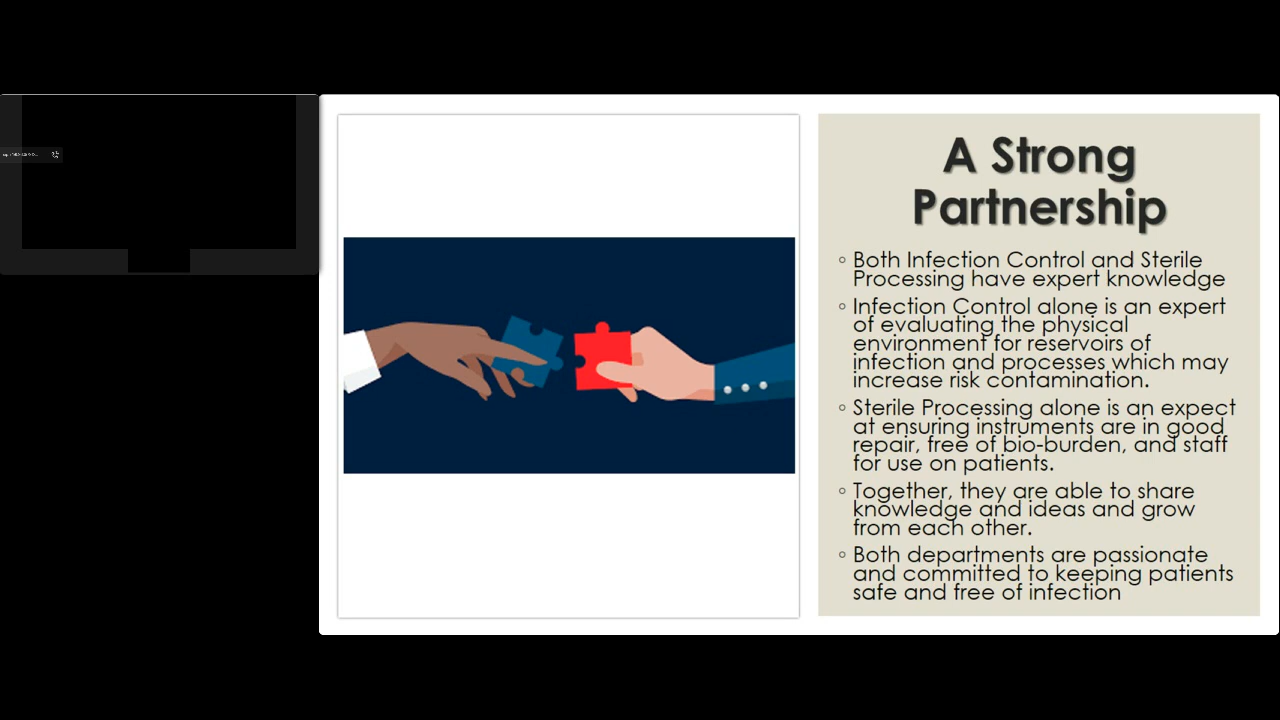 A Strong
Partnership
◦ Both Infection Control and Sterile
Processing have expert knowledge
◦ Infection Control alone is an expert
of evaluating the physical
environment for reservoirs of
infection and processes which may
increase risk contamination.
◦ Sterile Processing alone is an expect
at ensuring instruments are in good
repair, free of bio-burden, and staff
for use on patients.
◦ Together, they are able to share
knowledge and ideas and grow
from each other.
◦ Both departments are passionate
and committed to keeping patients
safe and free of infection